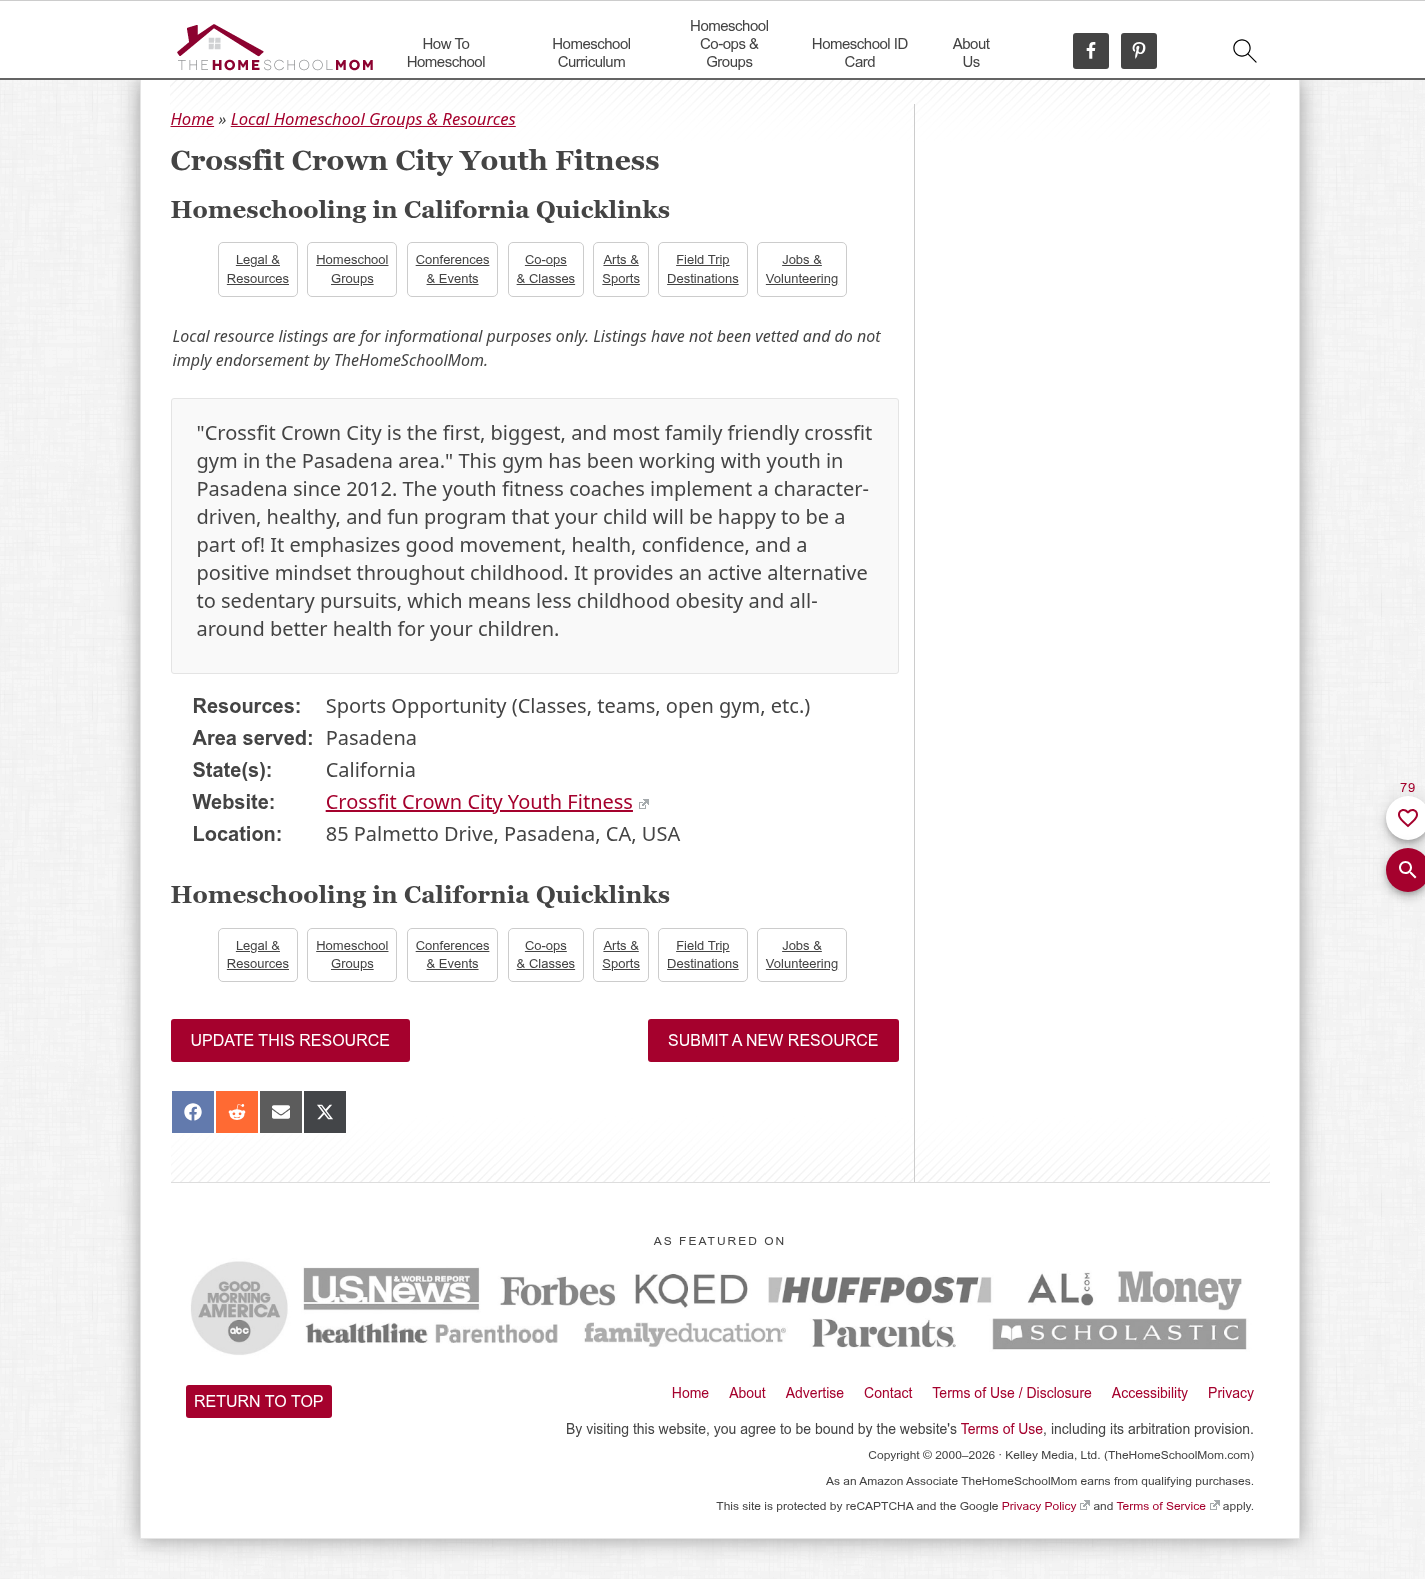 THEHOMESCHOOLMOM
How To
Homeschool
Homeschool
Curriculum
Homeschool
Co-ops &
Groups
Homeschool ID
Card
About
Us
Home » Local Homeschool Groups & Resources
Crossfit Crown City Youth Fitness
Homeschooling in California Quicklinks
Legal &
Resources
Homeschool
Groups
Conferences
& Events
Co-ops
& Classes
Arts &
Sports
Field Trip
Destinations
Jobs &
Volunteering
Local resource listings are for informational purposes only. Listings have not been vetted and do not
imply endorsement by TheHomeSchoolMom.
"Crossfit Crown City is the first, biggest, and most family friendly crossfit
gym in the Pasadena area." This gym has been working with youth in
Pasadena since 2012. The youth fitness coaches implement a character-
driven, healthy, and fun program that your child will be happy to be a
part of! It emphasizes good movement, health, confidence, and a
positive mindset throughout childhood. It provides an active alternative
to sedentary pursuits, which means less childhood obesity and all-
around better health for your children.
Resources: Sports Opportunity (Classes, teams, open gym, etc.)
Area served: Pasadena
State(s): California
Website: Crossfit Crown City Youth Fitness
Location: 85 Palmetto Drive, Pasadena, CA, USA
79
Homeschooling in California Quicklinks
Legal &
Resources
Homeschool
Groups
Conferences
& Events
Co-ops
& Classes
Arts &
Sports
Field Trip
Destinations
Jobs &
Volunteering
UPDATE THIS RESOURCE
SUBMIT A NEW RESOURCE
AS FEATURED ON
GOOD
MORNING
AMERICA
abc
U.S.News
& WORLD REPORT
Forbes
KQED
HUFFPOST
AL.COM
Money
healthline Parenthood
familyeducation
Parents
SCHOLASTIC
RETURN TO TOP
Home About Advertise Contact Terms of Use / Disclosure Accessibility Privacy
By visiting this website, you agree to be bound by the website's Terms of Use, including its arbitration provision.
Copyright © 2000–2026 · Kelley Media, Ltd. (TheHomeSchoolMom.com)
As an Amazon Associate TheHomeSchoolMom earns from qualifying purchases.
This site is protected by reCAPTCHA and the Google Privacy Policy and Terms of Service apply.